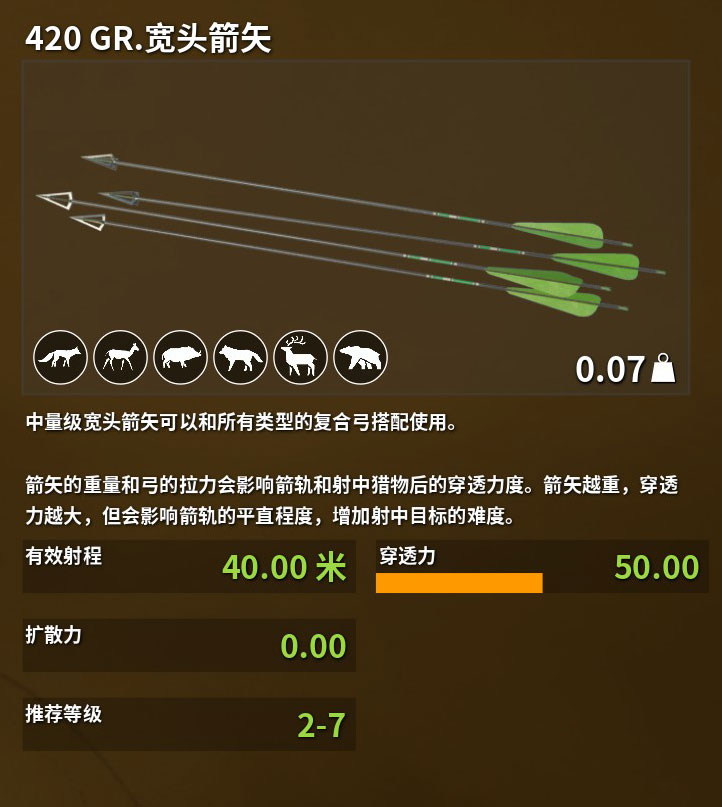 420 GR.宽头箭矢
0.07
中量级宽头箭矢可以和所有类型的复合弓搭配使用。
箭矢的重量和弓的拉力会影响箭轨和射中猎物后的穿透力度。箭矢越重，穿透
力越大，但会影响箭轨的平直程度，增加射中目标的难度。
有效射程 40.00 米
穿透力 50.00
扩散力 0.00
推荐等级 2-7